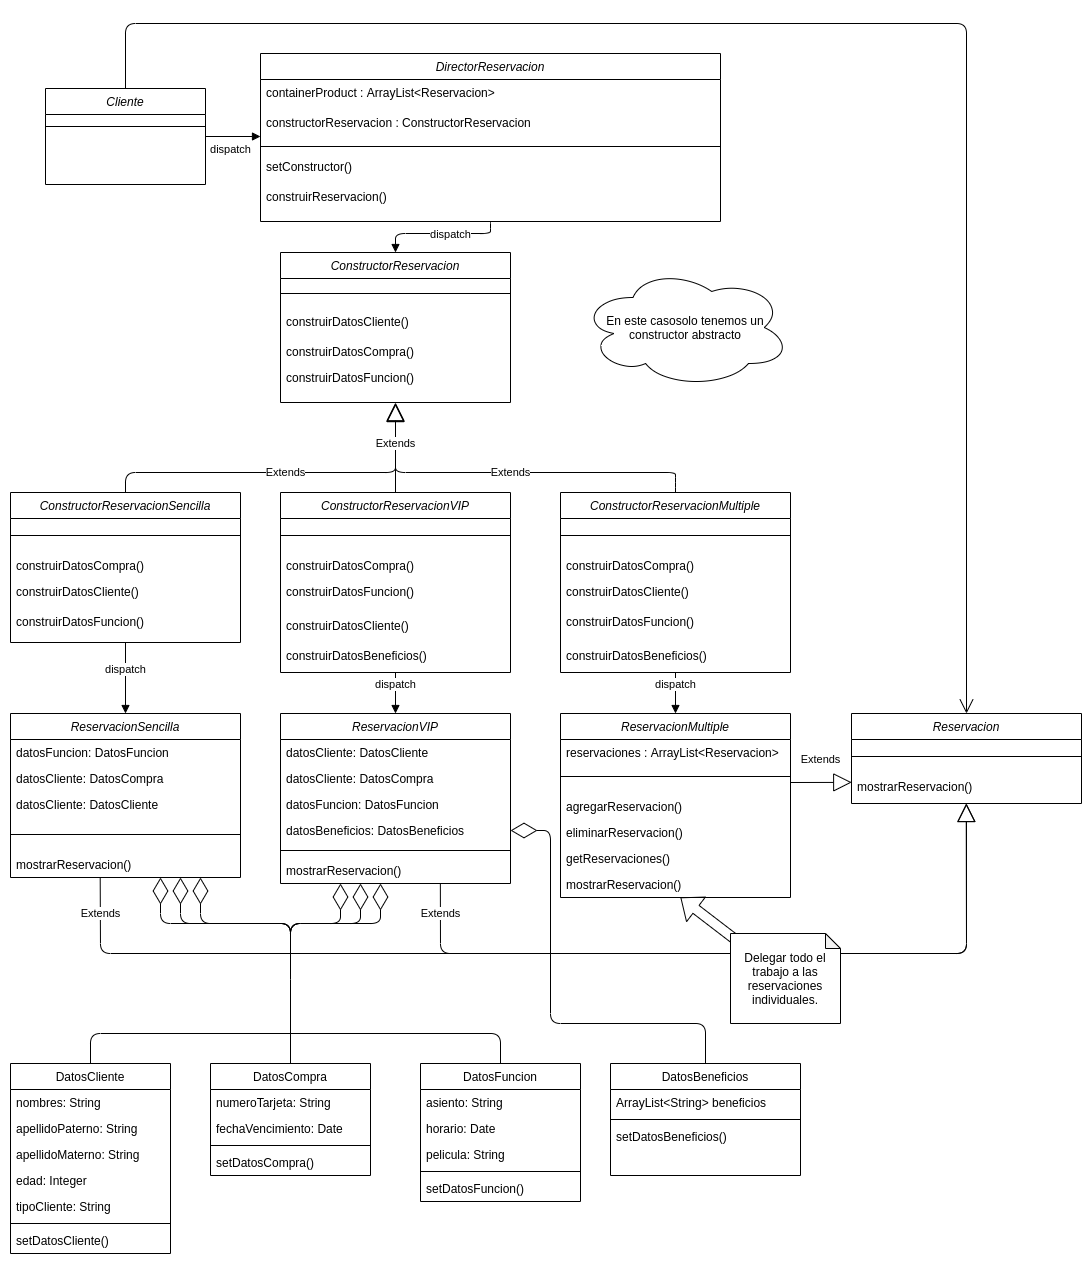 DirectorReservacion
containerProduct : ArrayList<Reservacion>
constructorReservacion : ConstructorReservacion
setConstructor()
construirReservacion()
Cliente
dispatch
dispatch
ConstructorReservacion
construirDatosCliente()
construirDatosCompra()
construirDatosFuncion()
En este casosolo tenemos un
constructor abstracto
Extends
Extends
Extends
ConstructorReservacionSencilla
construirDatosCompra()
construirDatosCliente()
construirDatosFuncion()
ConstructorReservacionVIP
construirDatosCompra()
construirDatosFuncion()
construirDatosCliente()
construirDatosBeneficios()
ConstructorReservacionMultiple
construirDatosCompra()
construirDatosCliente()
construirDatosFuncion()
construirDatosBeneficios()
dispatch
dispatch
dispatch
ReservacionSencilla
datosFuncion: DatosFuncion
datosCliente: DatosCompra
datosCliente: DatosCliente
mostrarReservacion()
ReservacionVIP
datosCliente: DatosCliente
datosCliente: DatosCompra
datosFuncion: DatosFuncion
datosBeneficios: DatosBeneficios
mostrarReservacion()
ReservacionMultiple
reservaciones : ArrayList<Reservacion>
agregarReservacion()
eliminarReservacion()
getReservaciones()
mostrarReservacion()
Extends
Reservacion
mostrarReservacion()
Extends
Extends
Delegar todo el
trabajo a las
reservaciones
individuales.
DatosCliente
nombres: String
apellidoPaterno: String
apellidoMaterno: String
edad: Integer
tipoCliente: String
setDatosCliente()
DatosCompra
numeroTarjeta: String
fechaVencimiento: Date
setDatosCompra()
DatosFuncion
asiento: String
horario: Date
pelicula: String
setDatosFuncion()
DatosBeneficios
ArrayList<String> beneficios
setDatosBeneficios()